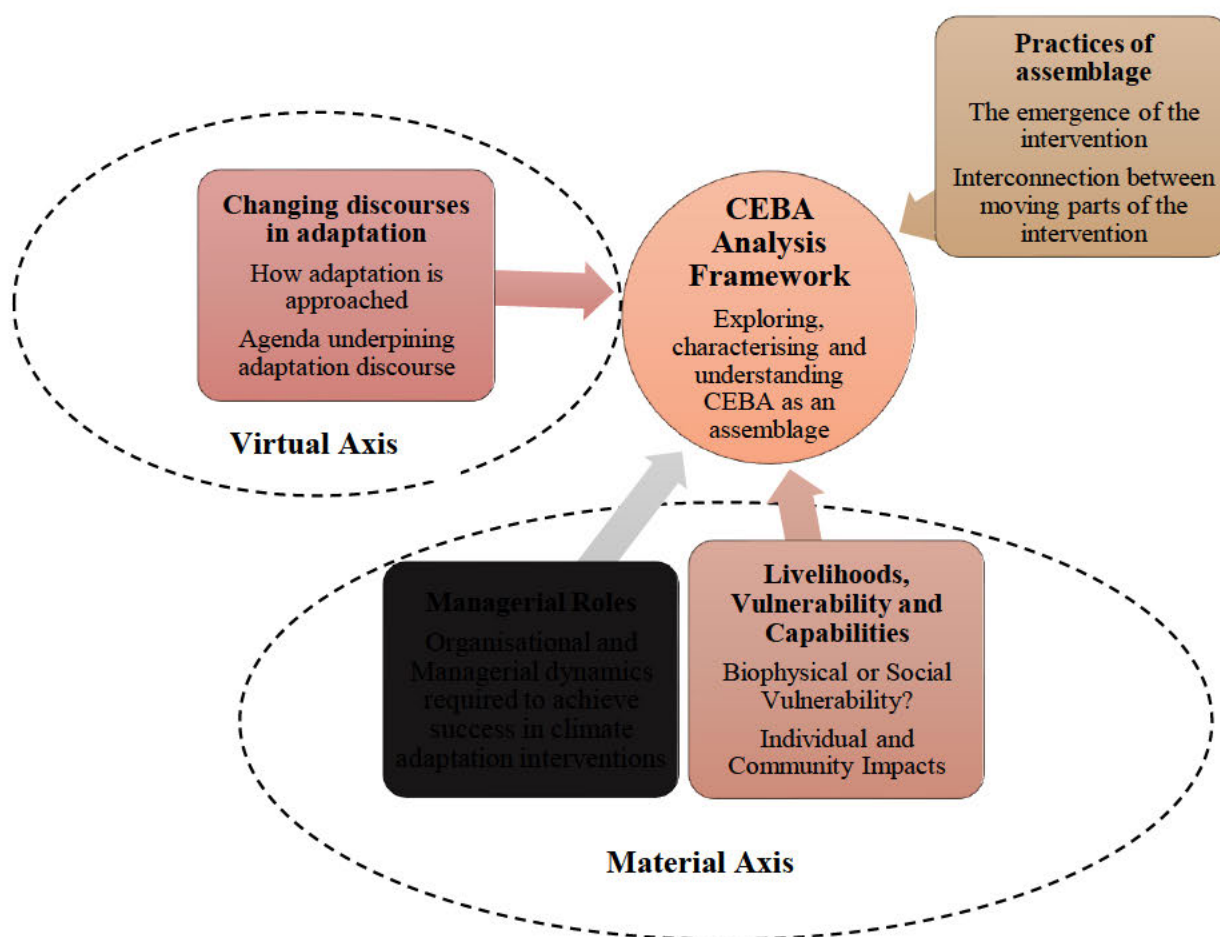 Practices of
assemblage
The emergence of the
intervention
Interconnection between
moving parts of the
intervention
Changing discourses
in adaptation
How adaptation is
approached
Agenda underpining
adaptation discourse
Virtual Axis
CEBA
Analysis
Framework
Exploring,
characterising and
understanding
CEBA as an
assemblage
Managerial Roles
Organisational and
Managerial dynamics
required to achieve
success in climate
adaptation interventions
Livelihoods,
Vulnerability and
Capabilities
Biophysical or Social
Vulnerability?
Individual and
Community Impacts
Material Axis